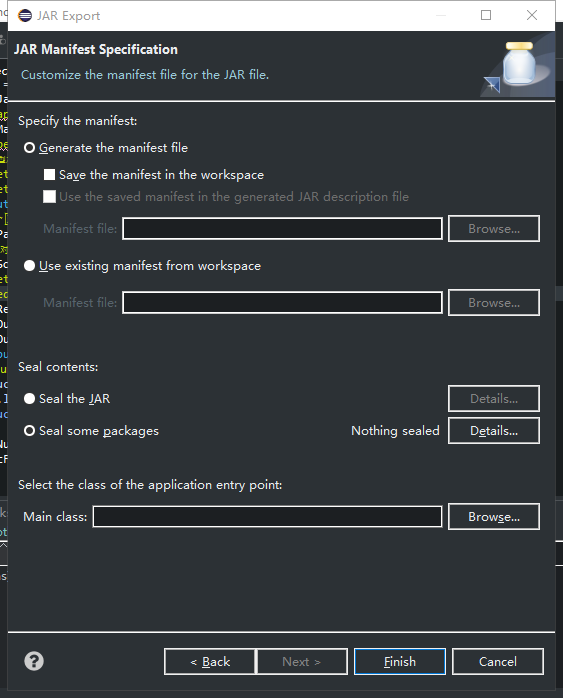 JAR Export
JAR Manifest Specification
Customize the manifest file for the JAR file.
Specify the manifest:
Generate the manifest file
Save the manifest in the workspace
Use the saved manifest in the generated JAR description file
Manifest file:
Browse...
Use existing manifest from workspace
Manifest file:
Browse...
Seal contents:
Seal the JAR
Details...
Seal some packages
Nothing sealed
Details...
Select the class of the application entry point:
Main class:
Browse...
< Back
Next >
Finish
Cancel